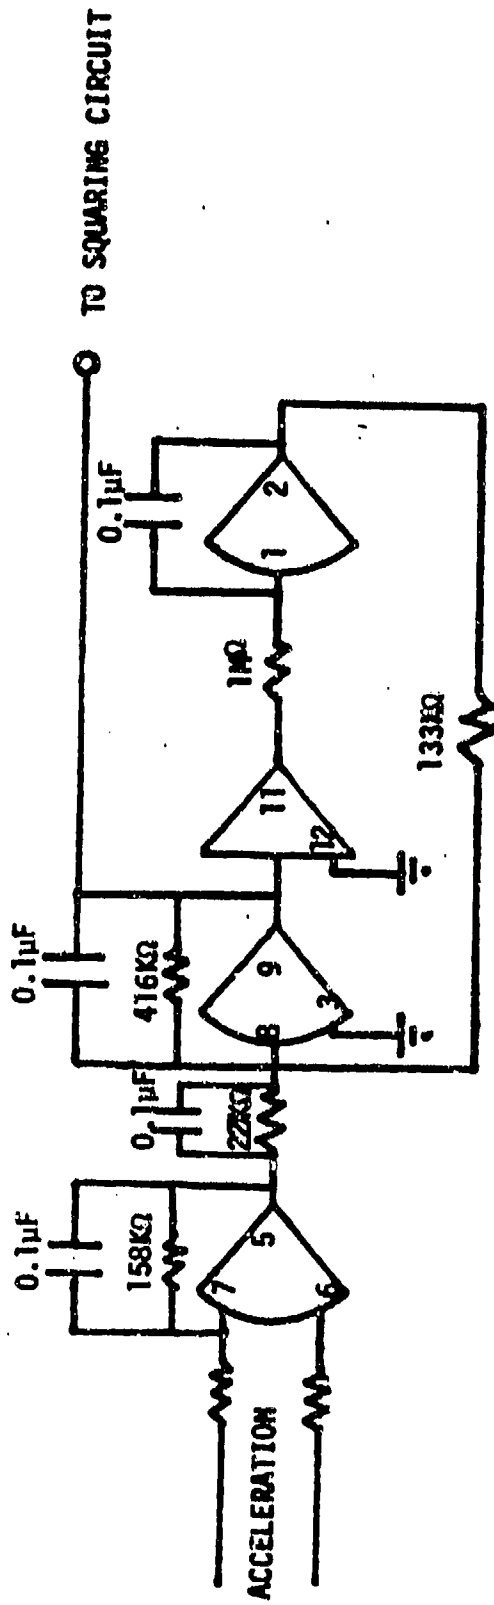 TO SQUARING CIRCUIT
0.1µF
0.1µF
0.1µF
0.1µF
158KΩ
416KΩ
1MΩ
133KΩ
ACCELERATION
7
5
6
8
9
3
11
12
1
2